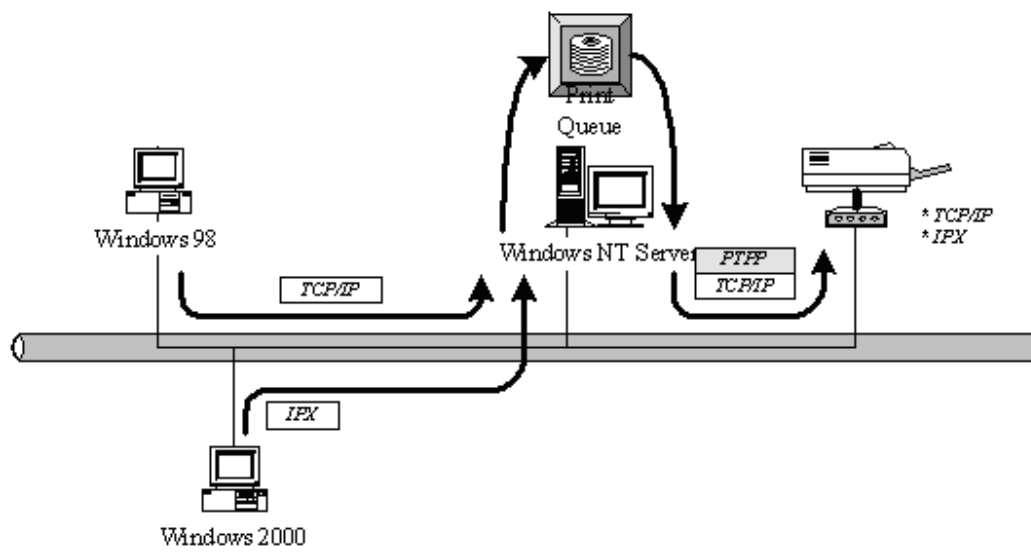 Print
Queue
Windows 98
Windows NT Server
* TCP/IP
* IPX
PTPP
TCP/IP
TCP/IP
IPX
Windows 2000